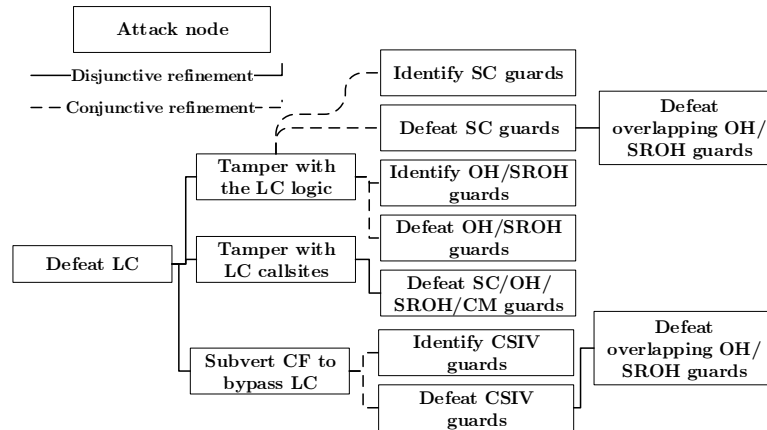 Attack node
Disjunctive refinement
Conjunctive refinement
Identify SC guards
Defeat SC guards
Defeat
overlapping OH/
SROH guards
Tamper with
the LC logic
Identify OH/SROH
guards
Defeat OH/SROH
guards
Defeat LC
Tamper with
LC callsites
Defeat SC/OH/
SROH/CM guards
Subvert CF to
bypass LC
Identify CSIV
guards
Defeat CSIV
guards
Defeat
overlapping OH/
SROH guards